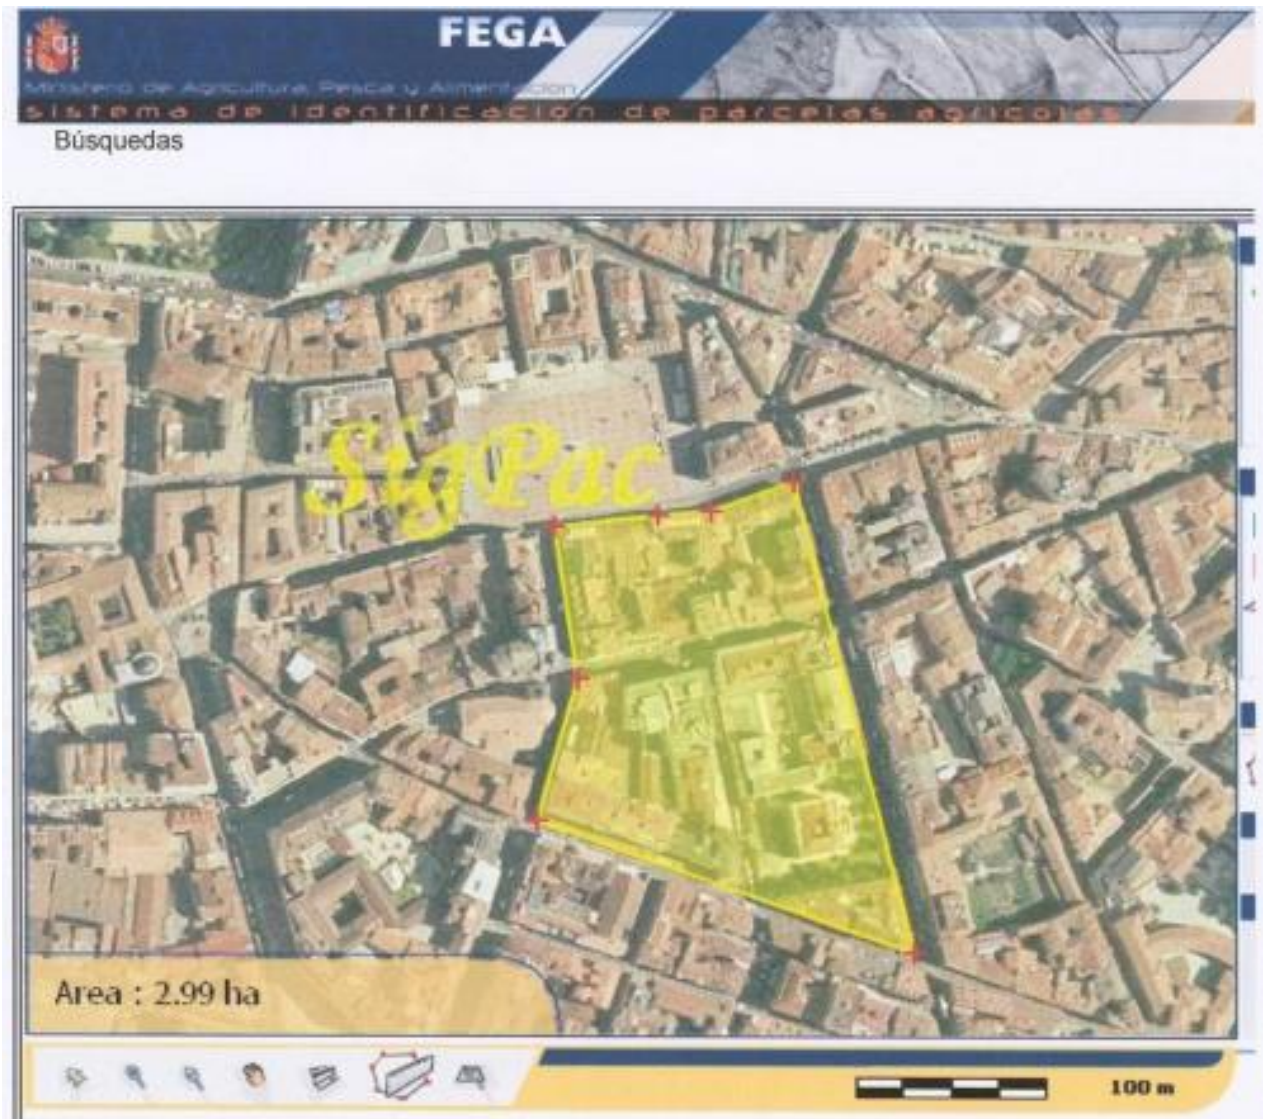 FEGA
Ministerio de Agricultura, Pesca y Alimentación
sistema de identificación de parcelas agrícolas
Búsquedas
SigPac
Area : 2.99 ha
100 m